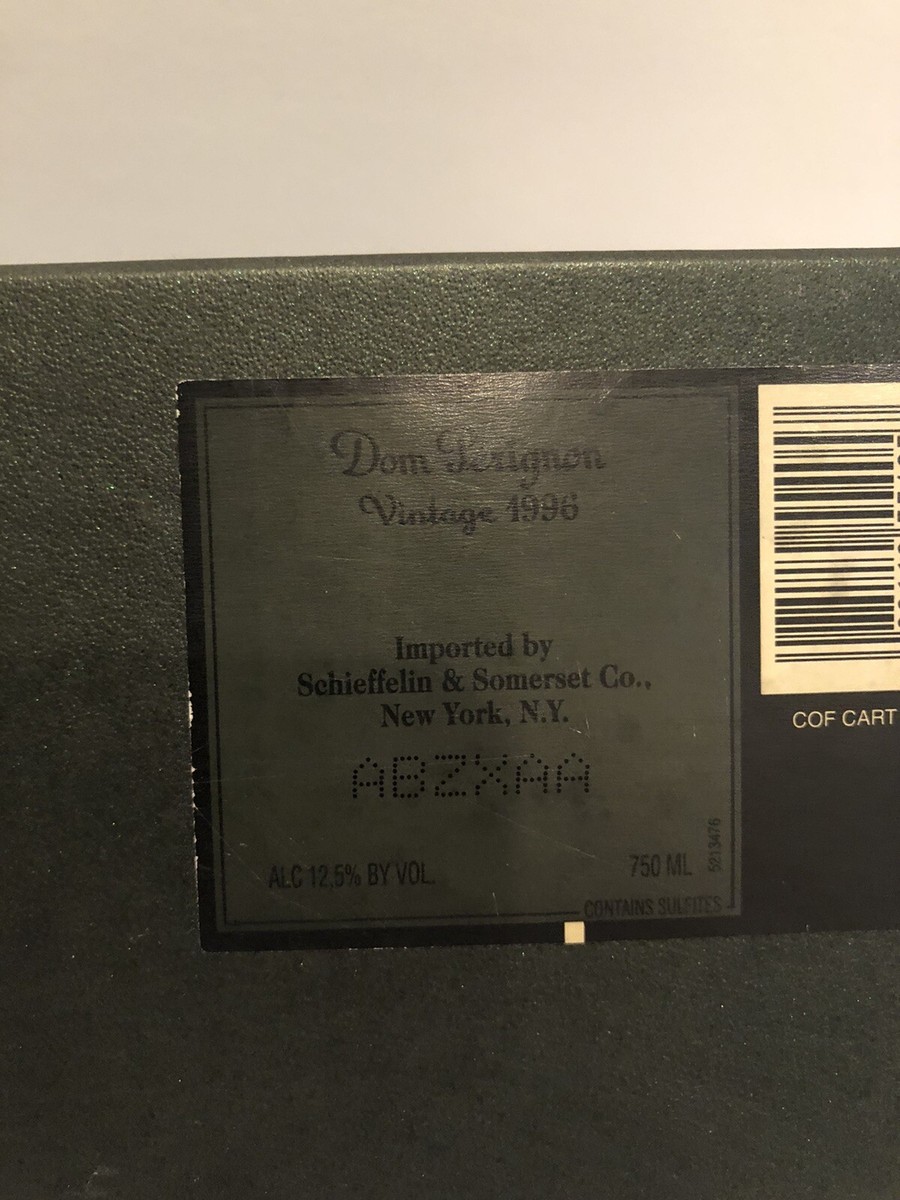 Dom Perignon
Vintage 1996
Imported by
Schieffelin & Somerset Co.,
New York, N.Y.
ABZXAA
ALC 12,5% BY VOL.
750 ML
5213476
CONTAINS SULFITES
COF CART